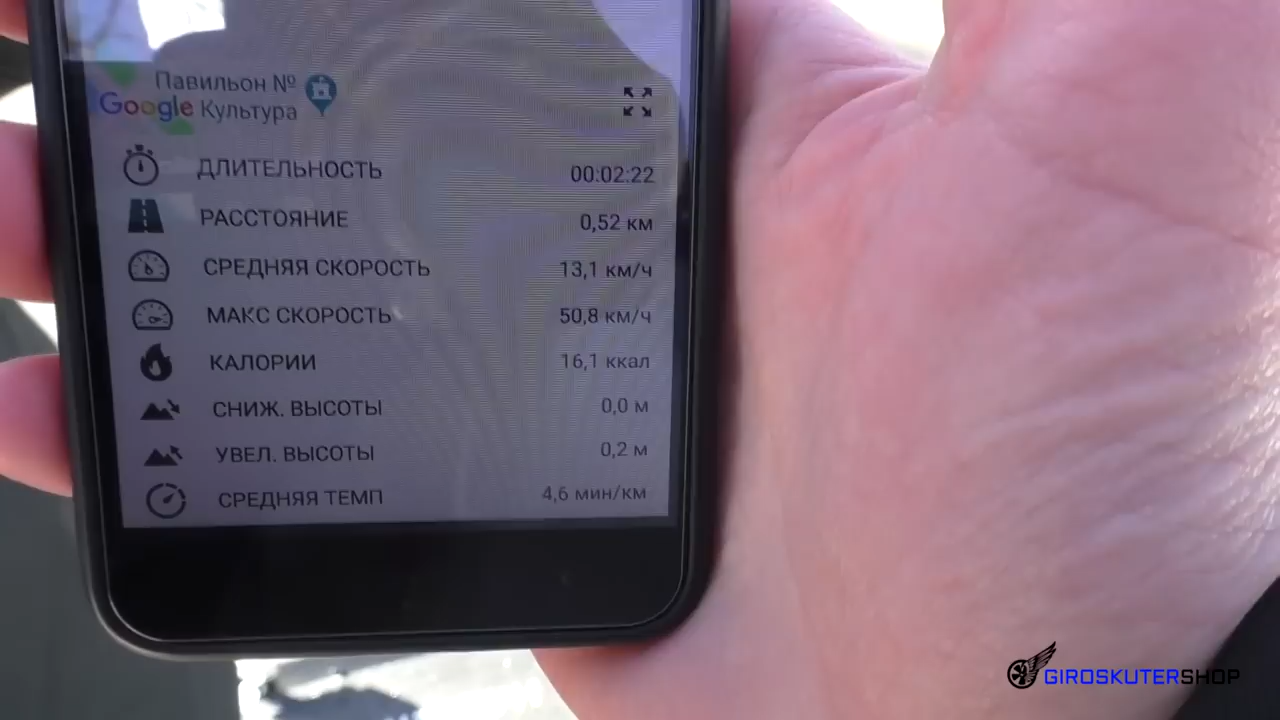 Павильон №
Google Культура
ДЛИТЕЛЬНОСТЬ 00:02:22
РАССТОЯНИЕ 0,52 км
СРЕДНЯЯ СКОРОСТЬ 13,1 км/ч
МАКС СКОРОСТЬ 50,8 км/ч
КАЛОРИИ 16,1 ккал
СНИЖ. ВЫСОТЫ 0,0 м
УВЕЛ. ВЫСОТЫ 0,2 м
СРЕДНЯЯ ТЕМП 4,6 мин/км
GIROSKUTERSHOP